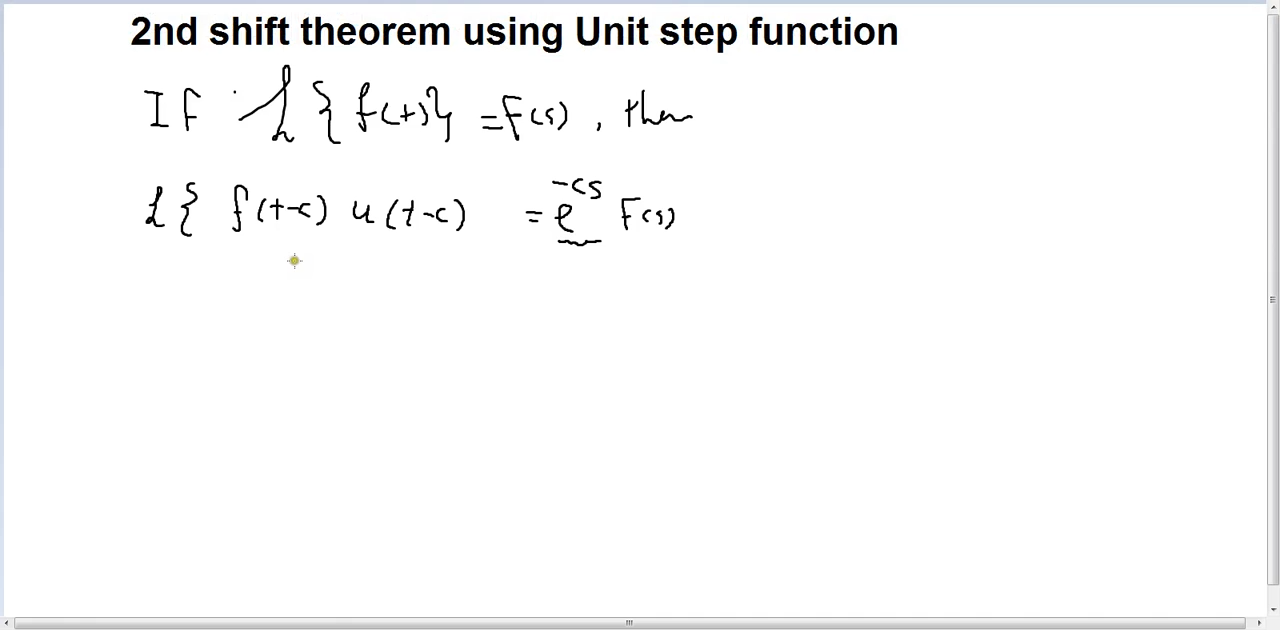 2nd shift theorem using Unit step function
If L{f(t)} = F(s), then
L{ f(t-c) u(t-c) = e^-cs F(s)